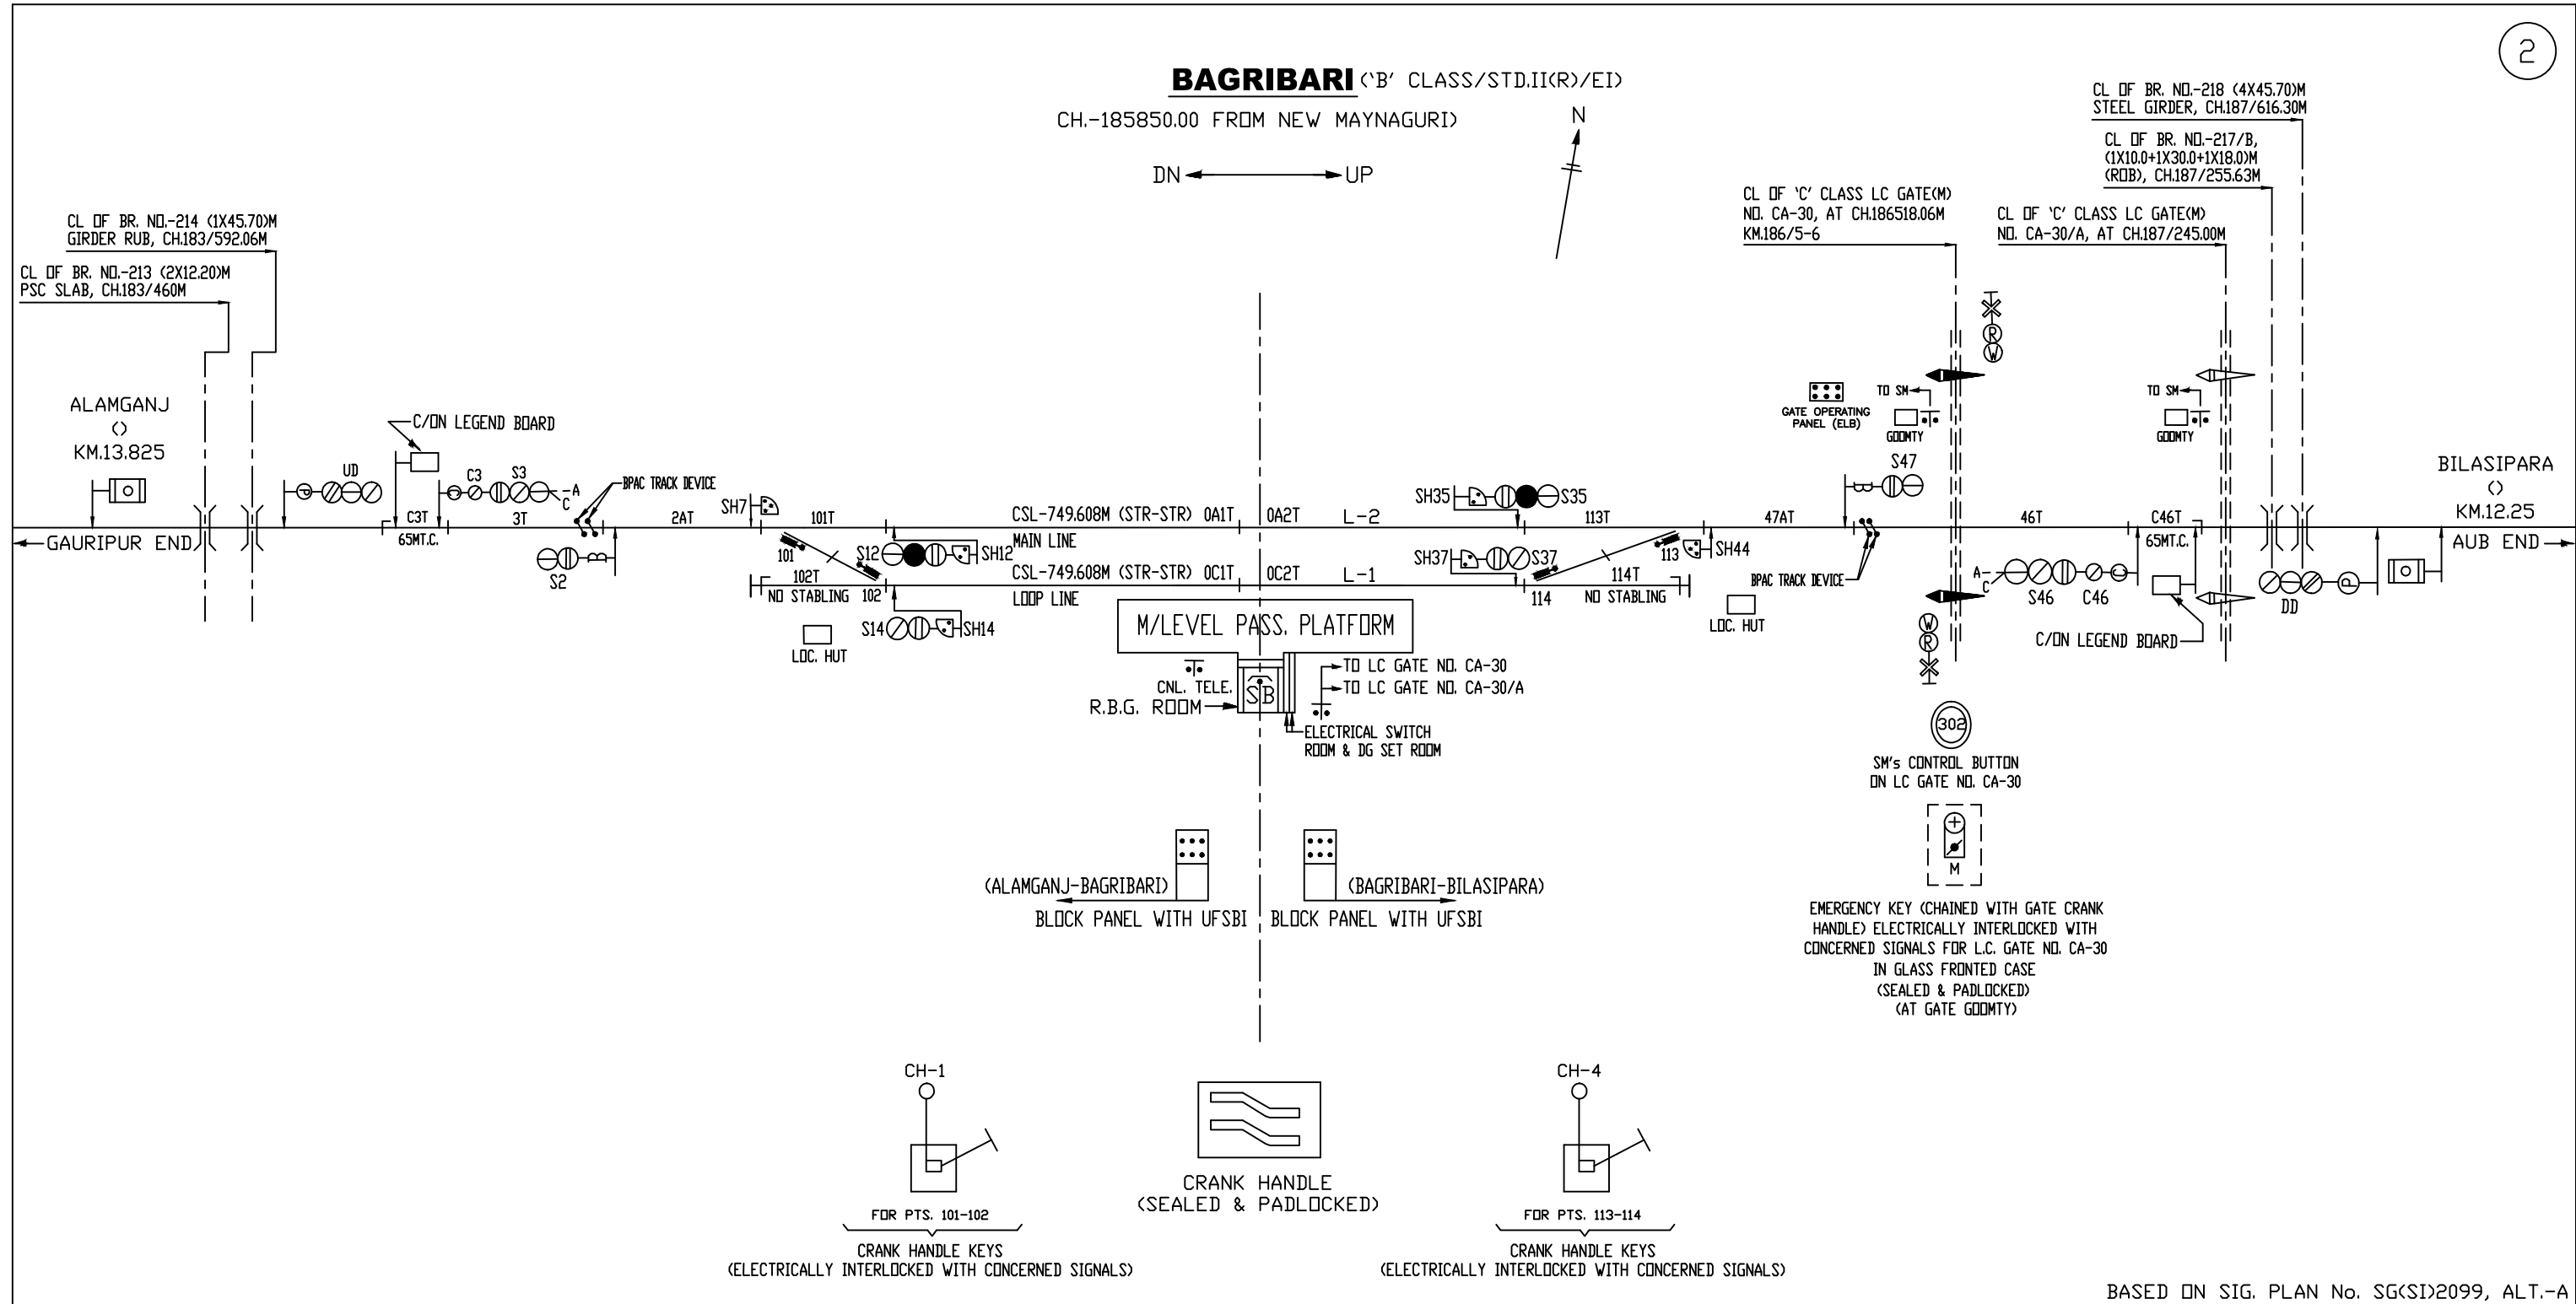 2
BAGRIBARI ('B' CLASS/STD.II(R)/EI)
CH.-185850.00 FROM NEW MAYNAGURI)
N
DN UP
CL OF BR. NO.-218 (4X45.70)M
STEEL GIRDER, CH.187/616.30M
CL OF BR. NO.-217/B,
(1X10.0+1X30.0+1X18.0)M
(ROB), CH.187/255.63M
CL OF 'C' CLASS LC GATE(M)
NO. CA-30, AT CH.186518.06M
KM.186/5-6
CL OF 'C' CLASS LC GATE(M)
NO. CA-30/A, AT CH.187/245.00M
CL OF BR. NO.-214 (1X45.70)M
GIRDER RUB, CH.183/592.06M
CL OF BR. NO.-213 (2X12.20)M
PSC SLAB, CH.183/460M
ALAMGANJ
()
KM.13.825
GAURIPUR END
P
UD
C/ON LEGEND BOARD
C3T
65MT.C.
C
C3
S3
A
C
3T
BPAC TRACK DEVICE
S2
B
2AT
SH7
101T
101
102T
NO STABLING
102
LOC. HUT
S12
SH12
S14
SH14
CSL-749.608M (STR-STR) 0A1T 0A2T L-2
MAIN LINE
CSL-749.608M (STR-STR) 0C1T 0C2T L-1
LOOP LINE
M/LEVEL PASS. PLATFORM
CNL. TELE.
SB
R.B.G. ROOM
TO LC GATE NO. CA-30
TO LC GATE NO. CA-30/A
ELECTRICAL SWITCH
ROOM & DG SET ROOM
SH35
S35
SH37
S37
113T
113
114T
114
NO STABLING
SH44
LOC. HUT
47AT
S47
B
BPAC TRACK DEVICE
GATE OPERATING
PANEL (ELB)
TO SM
GOOMTY
R
W
TO SM
GOOMTY
46T
C46T
65MT.C.
A
C
S46
C46
C
C/ON LEGEND BOARD
DD
P
BILASIPARA
()
KM.12.25
AUB END
W
R
302
SM's CONTROL BUTTON
ON LC GATE NO. CA-30
M
EMERGENCY KEY (CHAINED WITH GATE CRANK
HANDLE) ELECTRICALLY INTERLOCKED WITH
CONCERNED SIGNALS FOR L.C. GATE NO. CA-30
IN GLASS FRONTED CASE
(SEALED & PADLOCKED)
(AT GATE GOOMTY)
(ALAMGANJ-BAGRIBARI)
BLOCK PANEL WITH UFSBI
(BAGRIBARI-BILASIPARA)
BLOCK PANEL WITH UFSBI
CH-1
FOR PTS. 101-102
CRANK HANDLE KEYS
(ELECTRICALLY INTERLOCKED WITH CONCERNED SIGNALS)
CRANK HANDLE
(SEALED & PADLOCKED)
CH-4
FOR PTS. 113-114
CRANK HANDLE KEYS
(ELECTRICALLY INTERLOCKED WITH CONCERNED SIGNALS)
BASED ON SIG. PLAN No. SG(SI)2099, ALT.-A